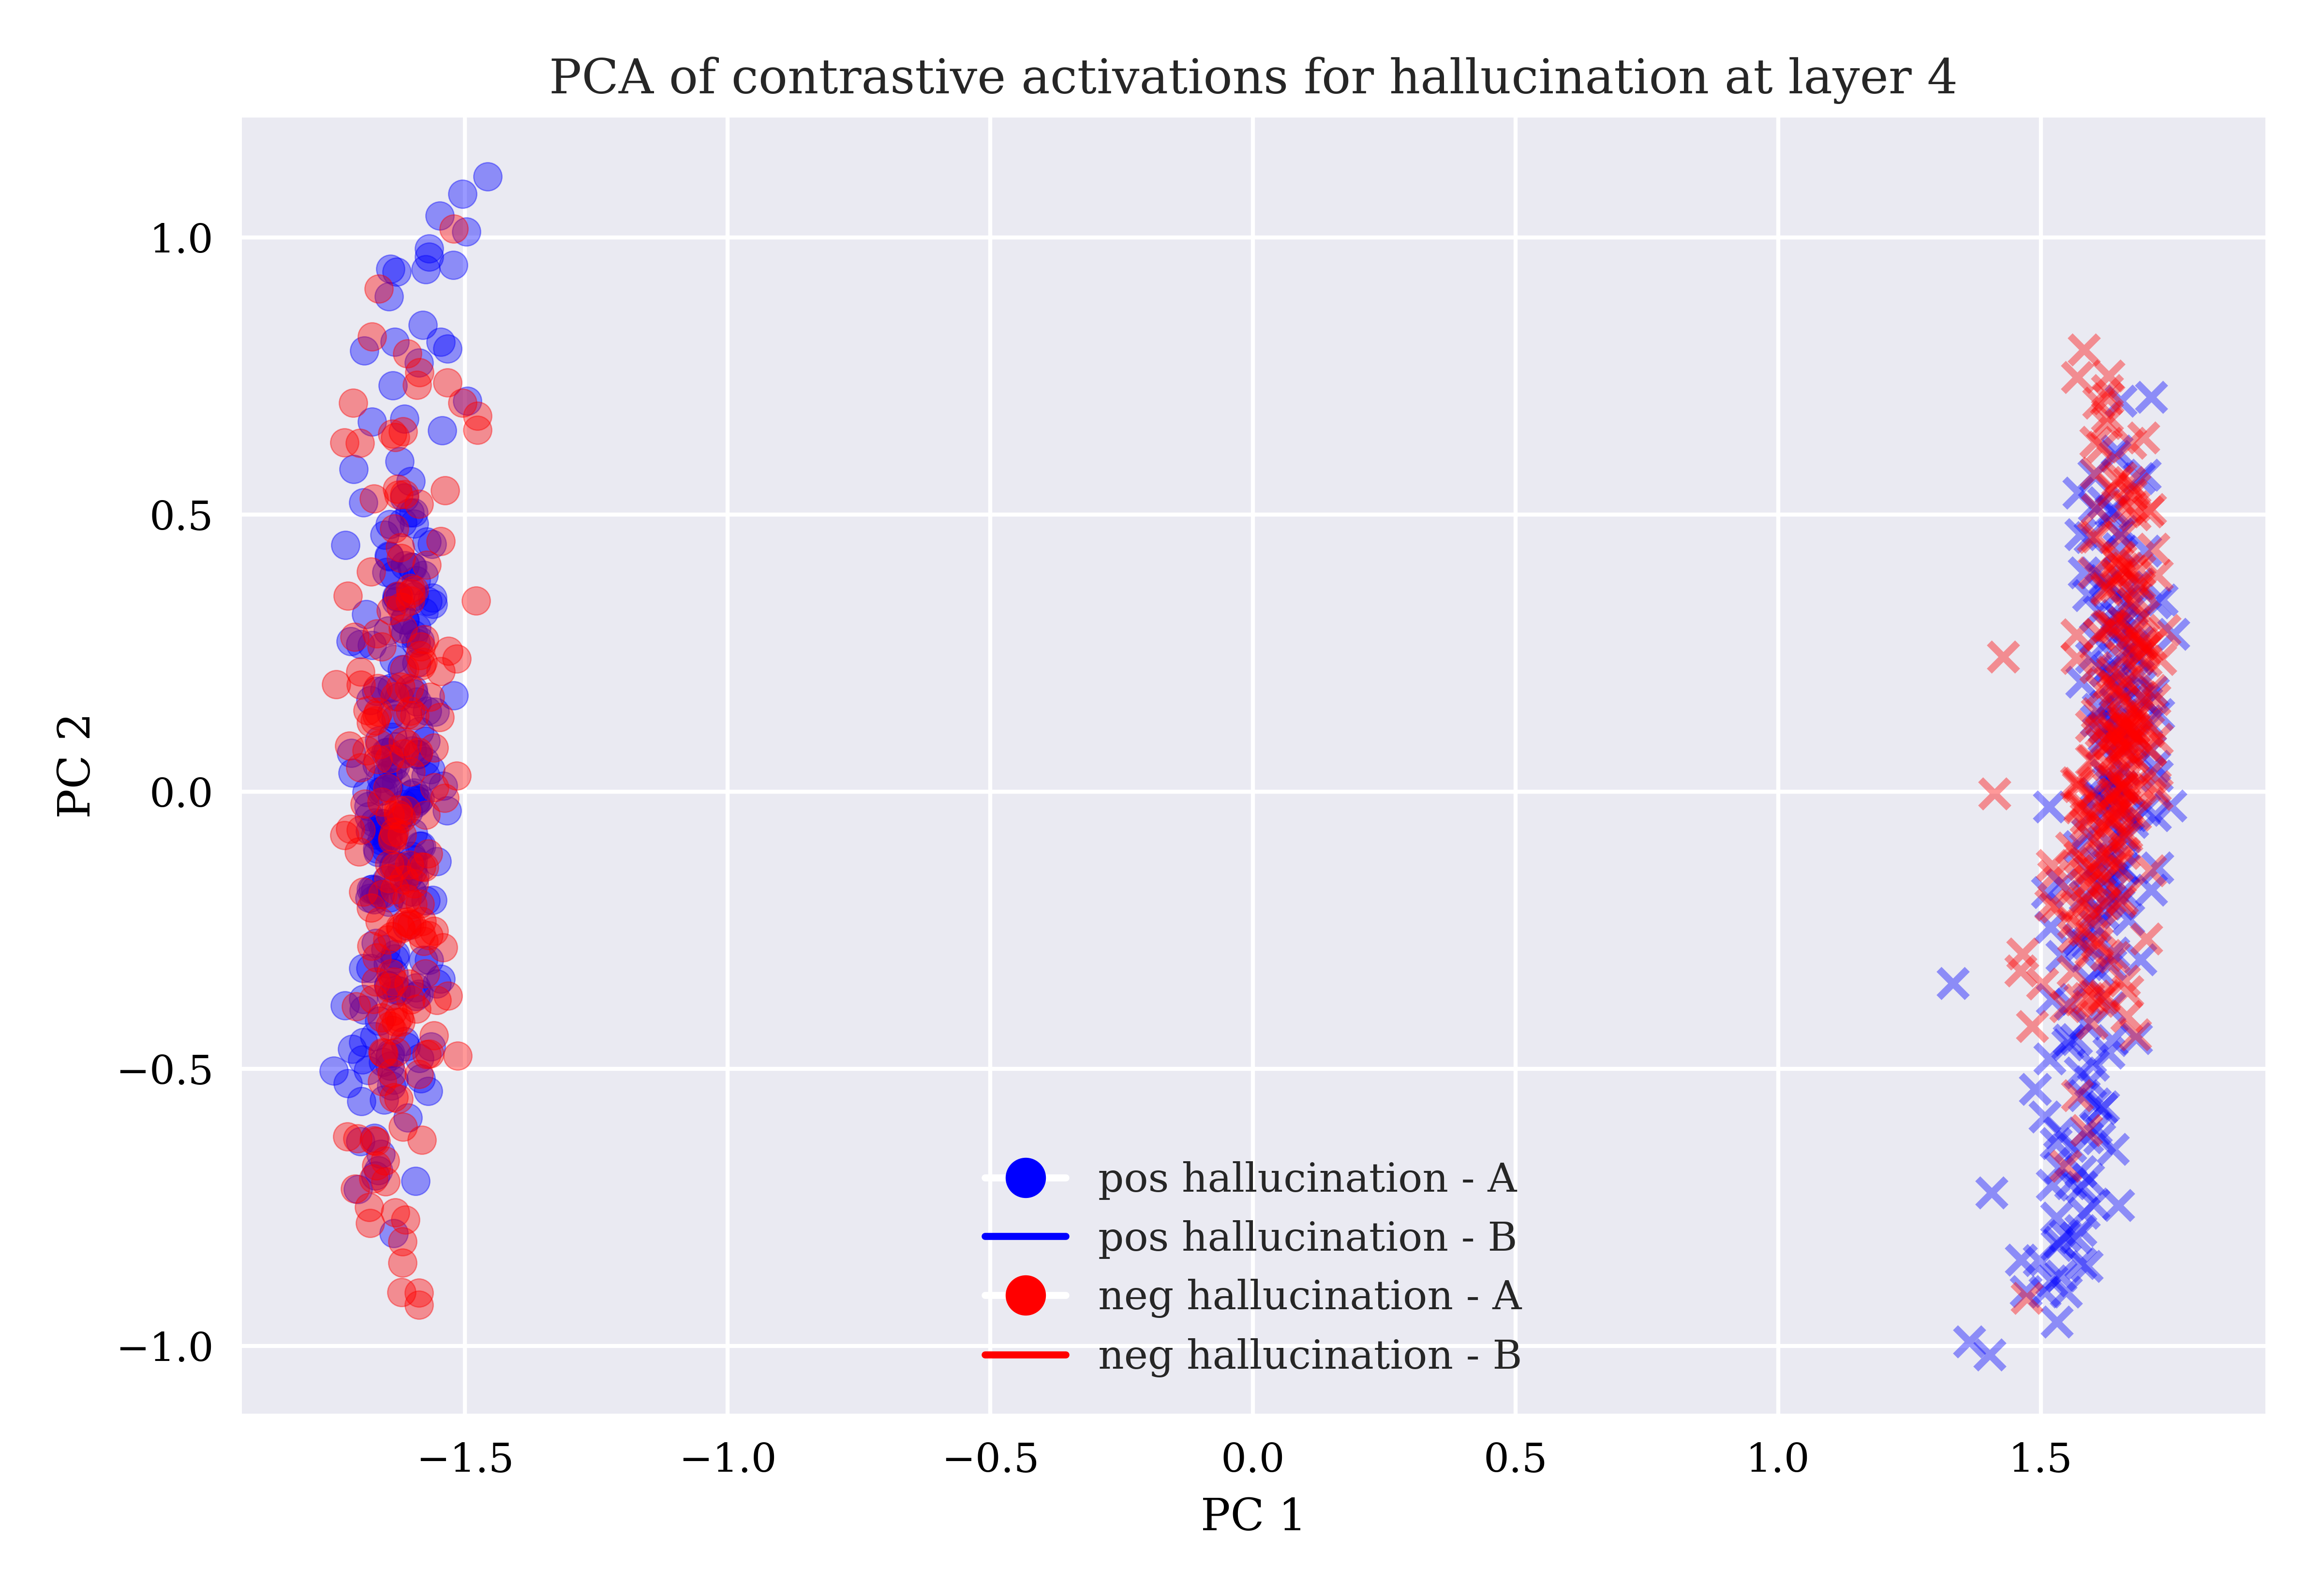 PCA of contrastive activations for hallucination at layer 4
1.0
0.5
0.0
−0.5
−1.0
PC 2
pos hallucination - A
pos hallucination - B
neg hallucination - A
neg hallucination - B
−1.5 −1.0 −0.5 0.0 0.5 1.0 1.5
PC 1